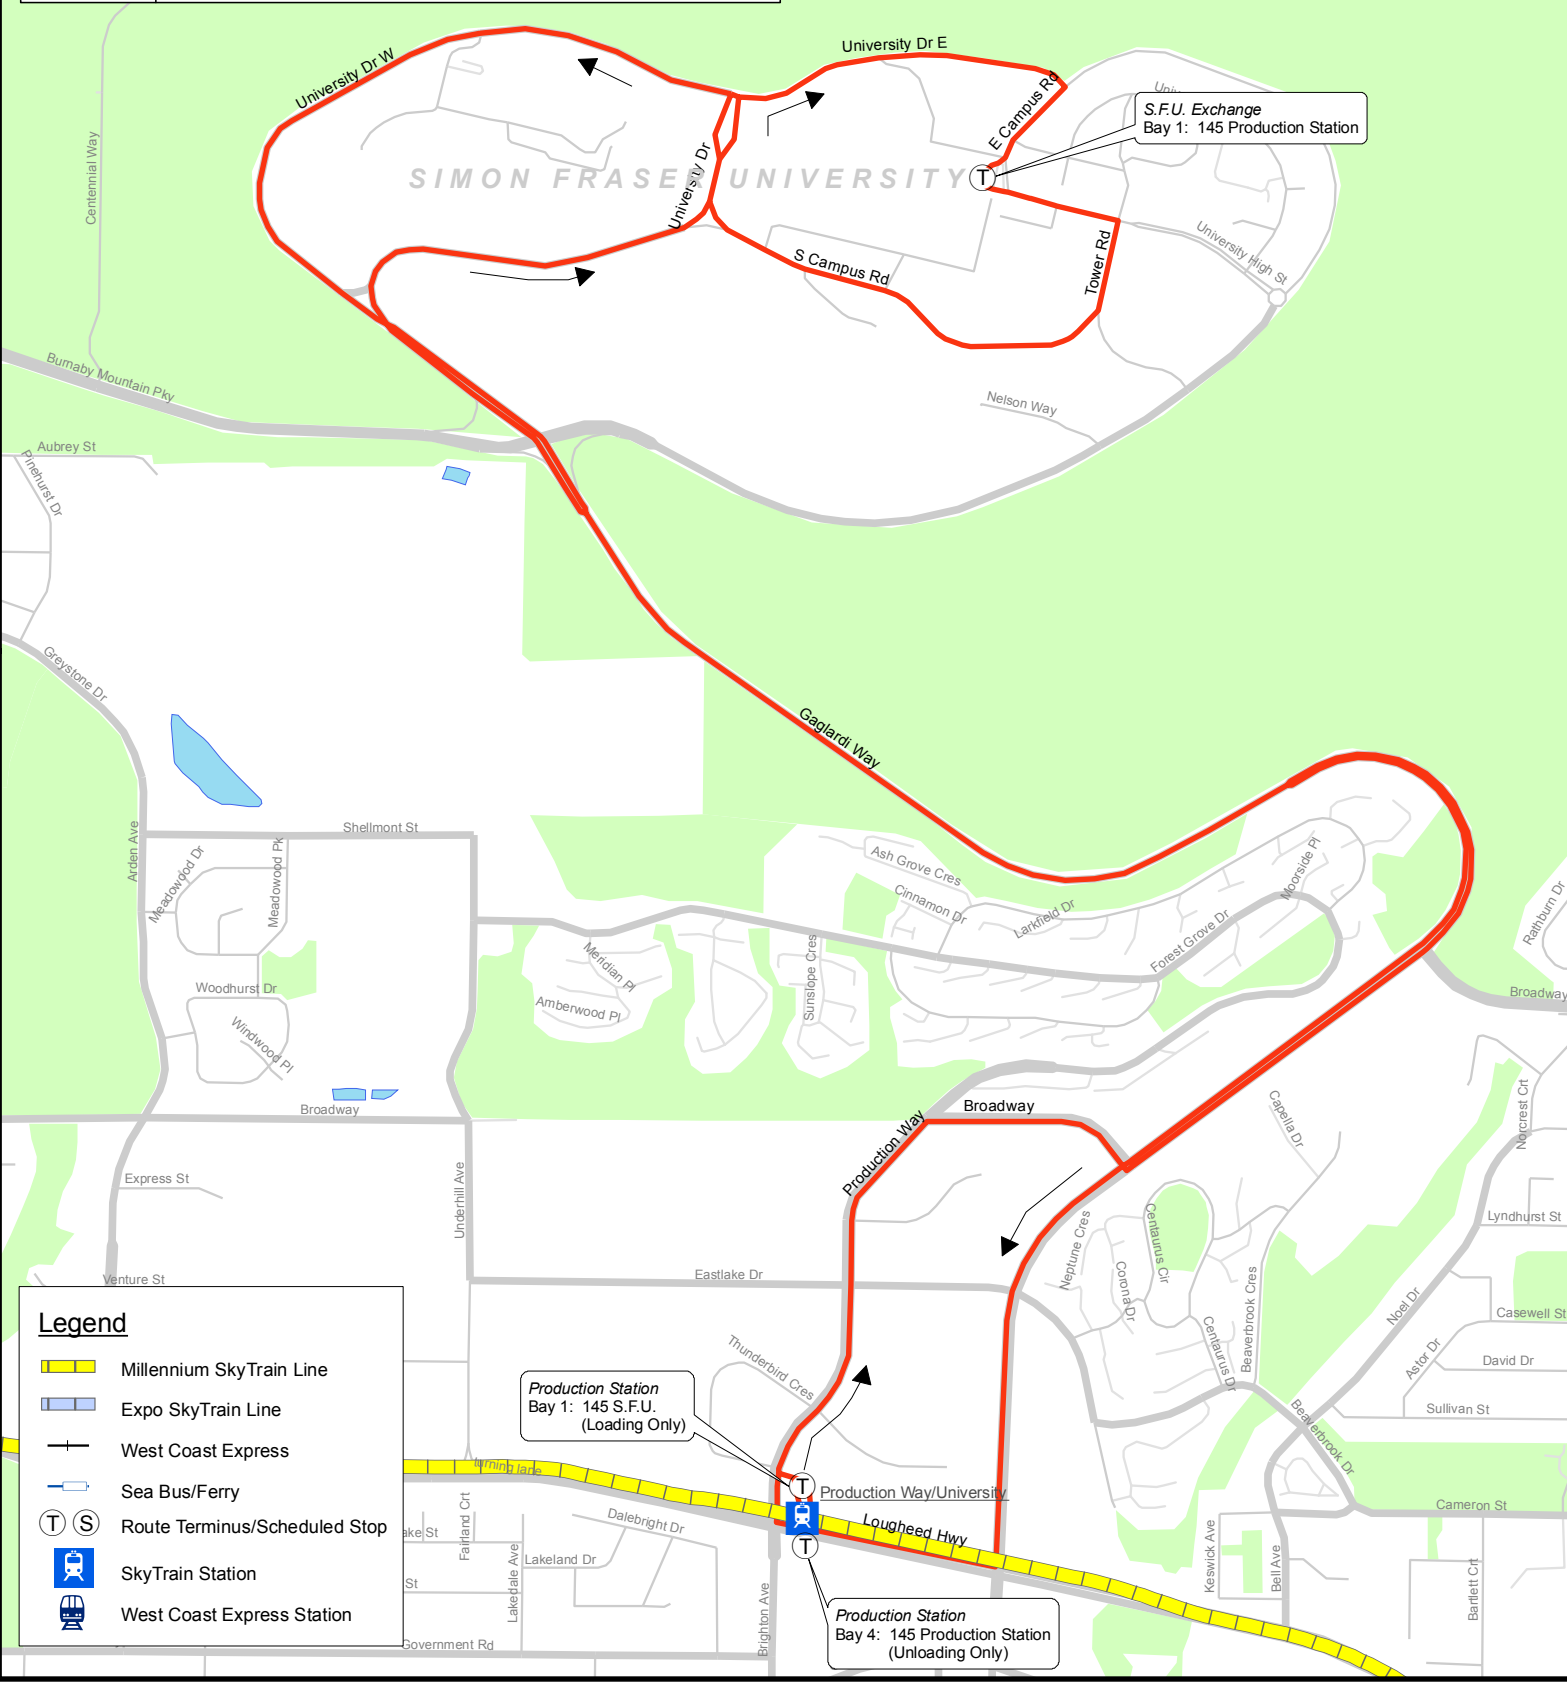 University Dr W
University Dr E
E Campus Rd
S.F.U. Exchange
Bay 1: 145 Production Station
Centennial Way
University Dr
SIMON FRASER UNIVERSITY
T
S Campus Rd
Tower Rd
University High St
Burnaby Mountain Pky
Nelson Way
Aubrey St
Pinehurst Dr
Greystone Dr
Gaglardi Way
Shellmont St
Arden Ave
Meadowood Dr
Meadowood Pk
Ash Grove Cres
Cinnamon Dr
Larkfield Dr
Moorside Pl
Forest Grove Dr
Rathburn Dr
Meridian Pl
Amberwood Pl
Sunslope Cres
Woodhurst Dr
Windwood Pl
Broadway
Broadway
Broadway
Production Way
Capella Dr
Norcrest Crt
Express St
Underhill Ave
Neptune Cres
Centaurus Cir
Corona Dr
Lyndhurst St
Eastlake Dr
Venture St
Beaverbrook Cres
Centaurus Dr
Noel Dr
Casewell St
Astor Dr
David Dr
Thunderbird Cres
Sullivan St
Beaverbrook Dr
Production Station
Bay 1: 145 S.F.U.
(Loading Only)
turning lane
T
Production Way/University
Lougheed Hwy
T
Cameron St
Fairland Crt
Dalebright Dr
ake St
Lakeland Dr
St
Lakedale Ave
Keswick Ave
Bell Ave
Bartlett Crt
Brighton Ave
Government Rd
Production Station
Bay 4: 145 Production Station
(Unloading Only)
Legend
Millennium SkyTrain Line
Expo SkyTrain Line
West Coast Express
Sea Bus/Ferry
T S Route Terminus/Scheduled Stop
SkyTrain Station
West Coast Express Station